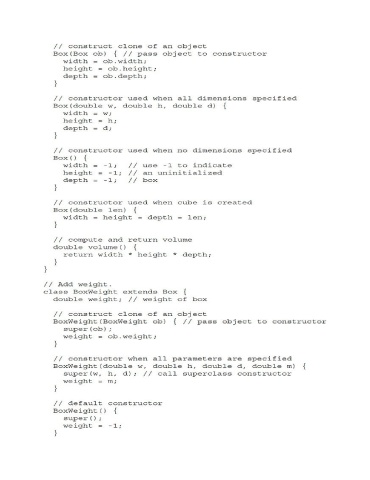 // construct clone of an object
Box(Box ob) { // pass object to constructor
width = ob.width;
height = ob.height;
depth = ob.depth;
}
// constructor used when all dimensions specified
Box(double w, double h, double d) {
width = w;
height = h;
depth = d;
}
// constructor used when no dimensions specified
Box() {
width = -1; // use -1 to indicate
height = -1; // an uninitialized
depth = -1; // box
}
// constructor used when cube is created
Box(double len) {
width = height = depth = len;
}
// compute and return volume
double volume() {
return width * height * depth;
}
}
// Add weight.
class BoxWeight extends Box {
double weight; // weight of box
// construct clone of an object
BoxWeight(BoxWeight ob) { // pass object to constructor
super(ob);
weight = ob.weight;
}
// constructor when all parameters are specified
BoxWeight(double w, double h, double d, double m) {
super(w, h, d); // call superclass constructor
weight = m;
}
// default constructor
BoxWeight() {
super();
weight = -1;
}